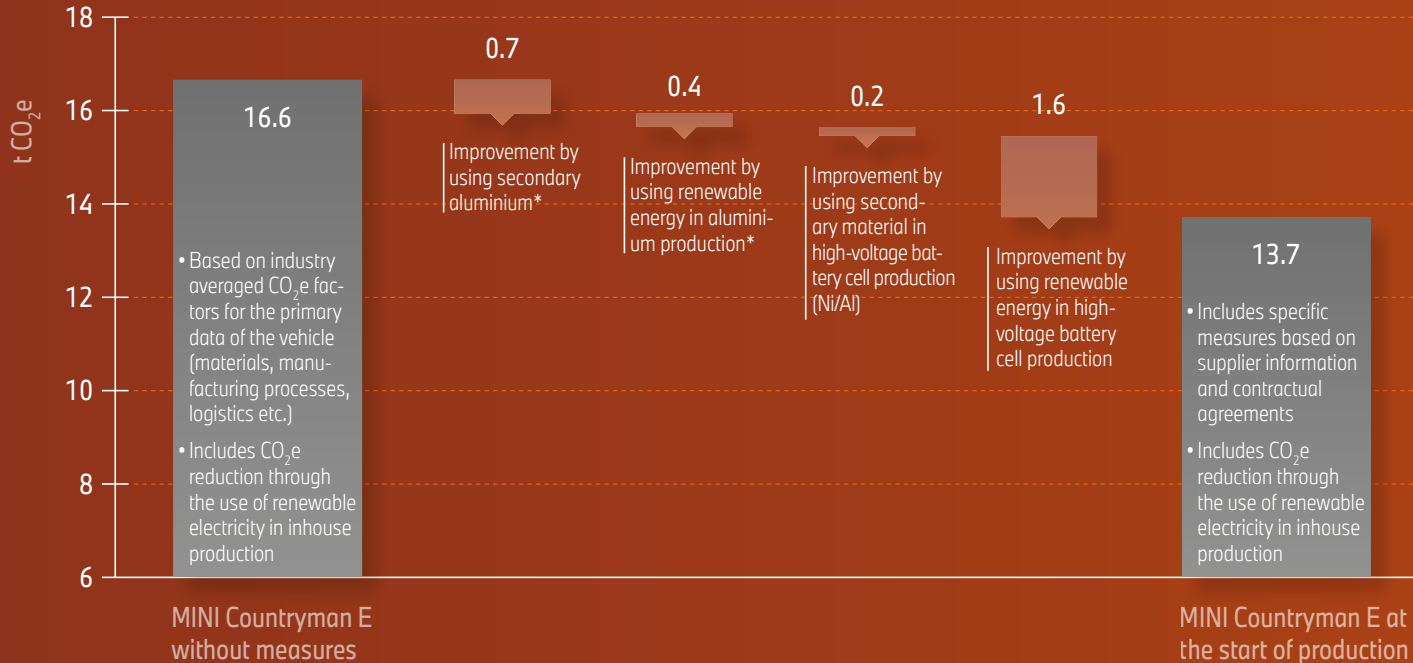 t CO₂e
18
16
14
12
10
8
6
16.6
• Based on industry
averaged CO₂e fac-
tors for the primary
data of the vehicle
(materials, manu-
facturing processes,
logistics etc.)
• Includes CO₂e
reduction through
the use of renewable
electricity in inhouse
production
MINI Countryman E
without measures
0.7
Improvement by
using secondary
aluminium*
0.4
Improvement by
using renewable
energy in alumini-
um production*
0.2
Improvement by
using second-
ary material in
high-voltage bat-
tery cell production
(Ni/Al)
1.6
Improvement by
using renewable
energy in high-
voltage battery
cell production
13.7
• Includes specific
measures based on
supplier information
and contractual
agreements
• Includes CO₂e
reduction through
the use of renewable
electricity in inhouse
production
MINI Countryman E at
the start of production